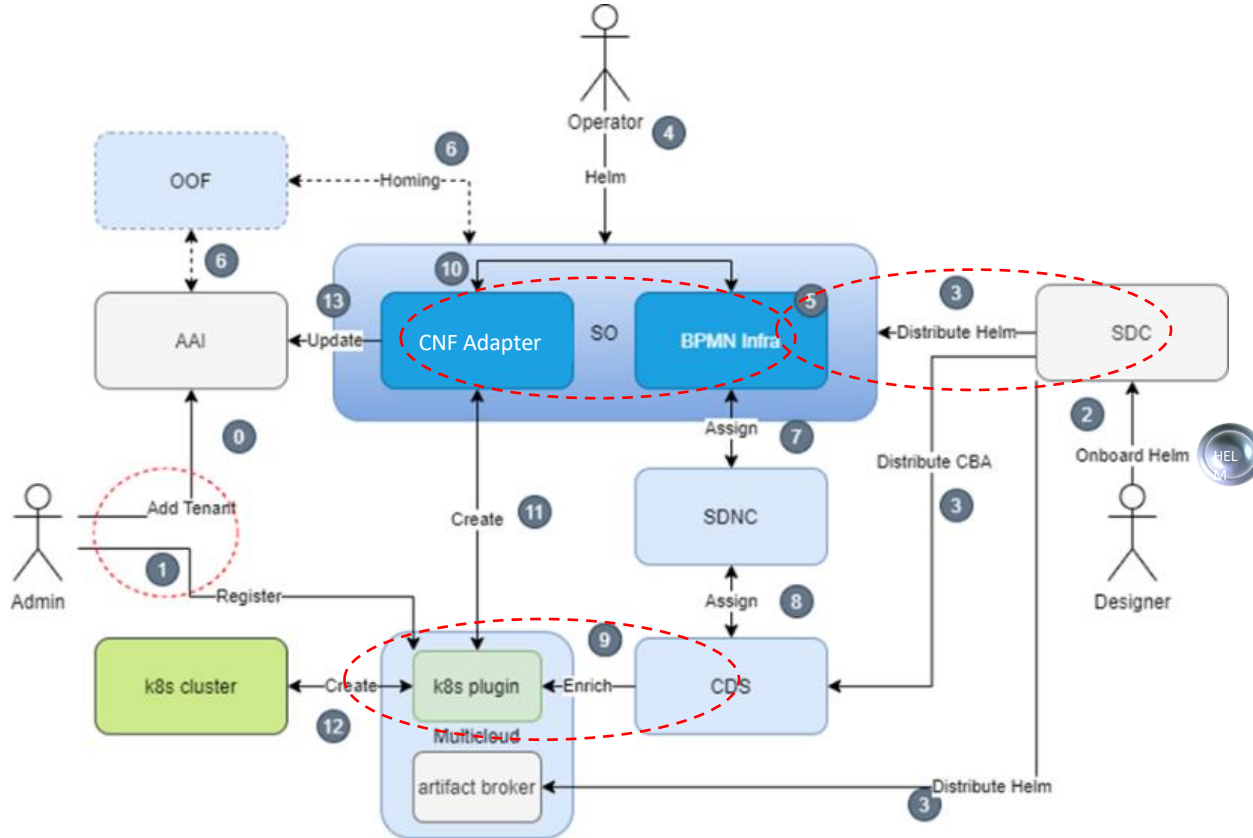 Operator
4
Helm
OOF
6
Homing
6
10
13
5
3
AAI
Update
CNF Adapter
SO
BPMN Infra
Distribute Helm
SDC
0
Assign
7
2
Distribute CBA
Onboard Helm
HEL
M
Add Tenant
Create
11
SDNC
3
1
Admin
Register
Assign
8
Designer
9
k8s cluster
Create
k8s plugin
Enrich
CDS
12
Multicloud
artifact broker
Distribute Helm
3